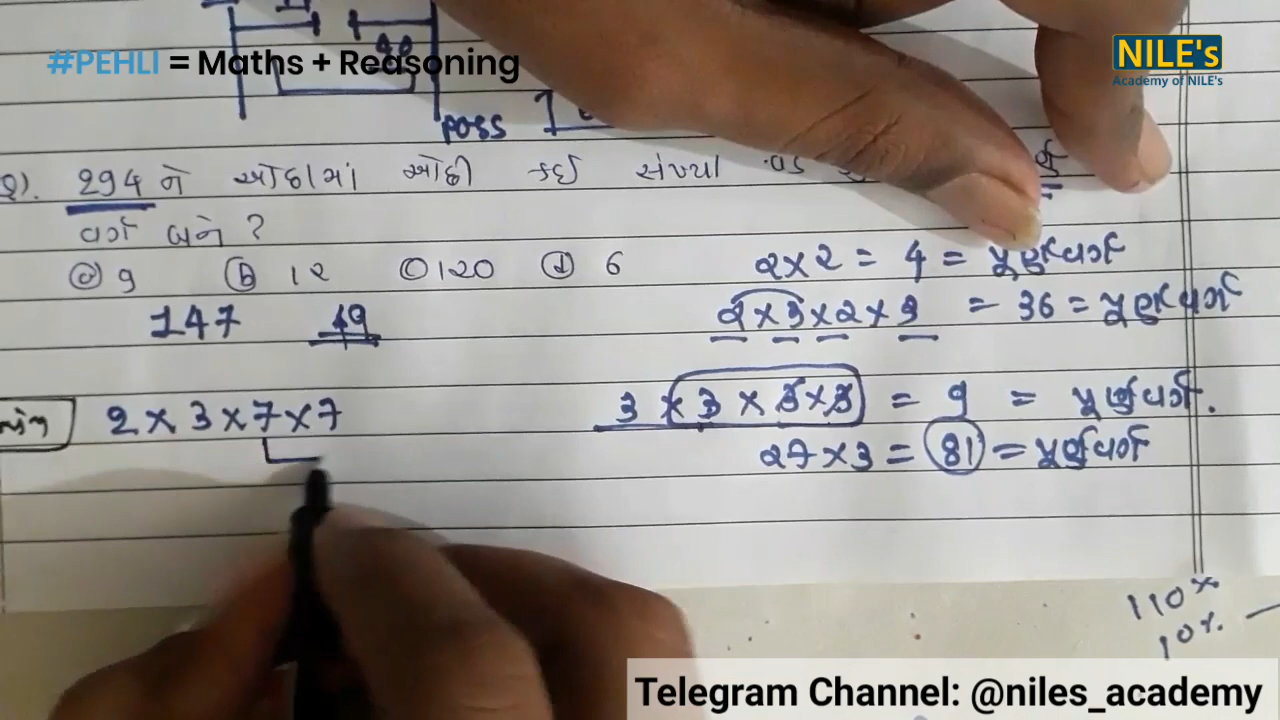 #PEHLI = Maths + Reasoning
NILE's
Academy of NILE's
Pass
294 ને ઓછામાં ઓછી કઈ સંખ્યા વડે
વર્ગ બને ?
9 b 12 c 120 d 6
2 x 2 = 4 = પૂર્ણવર્ગ
147 49
2 x 3 x 2 x 3 = 36 = પૂર્ણવર્ગ
2 x 3 x 7 x 7
3 x 3 x 3 x 3 = 9 = પૂર્ણવર્ગ.
27 x 3 = 81 = પૂર્ણવર્ગ
110%
10%
Telegram Channel: @niles_academy